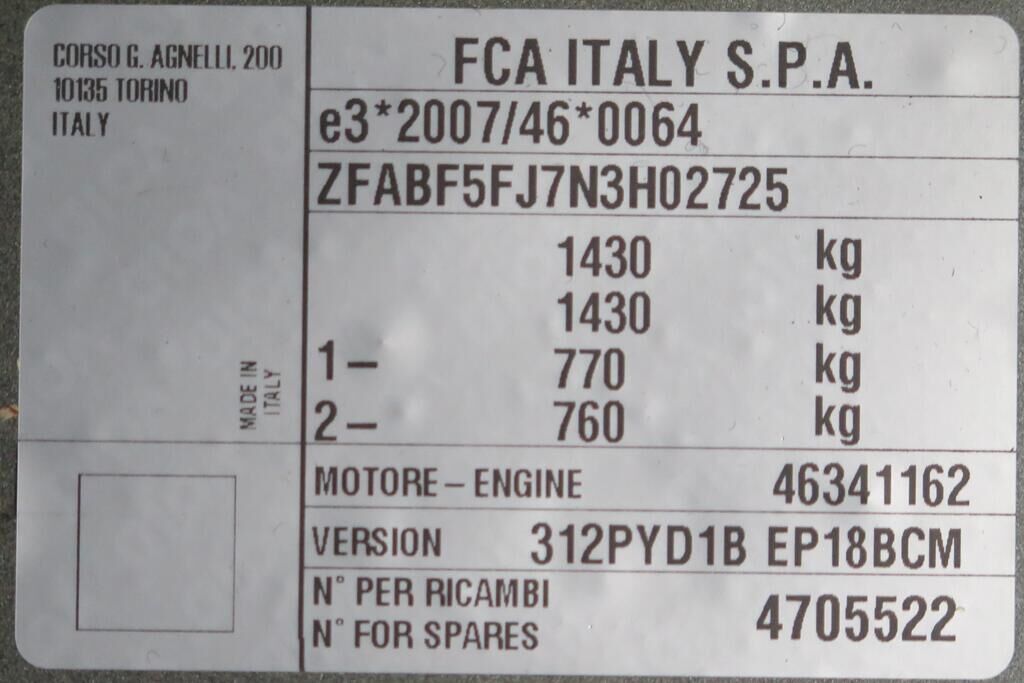 CORSO G. AGNELLI, 200
10135 TORINO
ITALY
MADE IN
ITALY
FCA ITALY S.P.A.
e3*2007/46*0064
ZFABF5FJ7N3H02725
1430 kg
1430 kg
1– 770 kg
2– 760 kg
MOTORE – ENGINE 46341162
VERSION 312PYD1B EP18BCM
N° PER RICAMBI
N° FOR SPARES 4705522